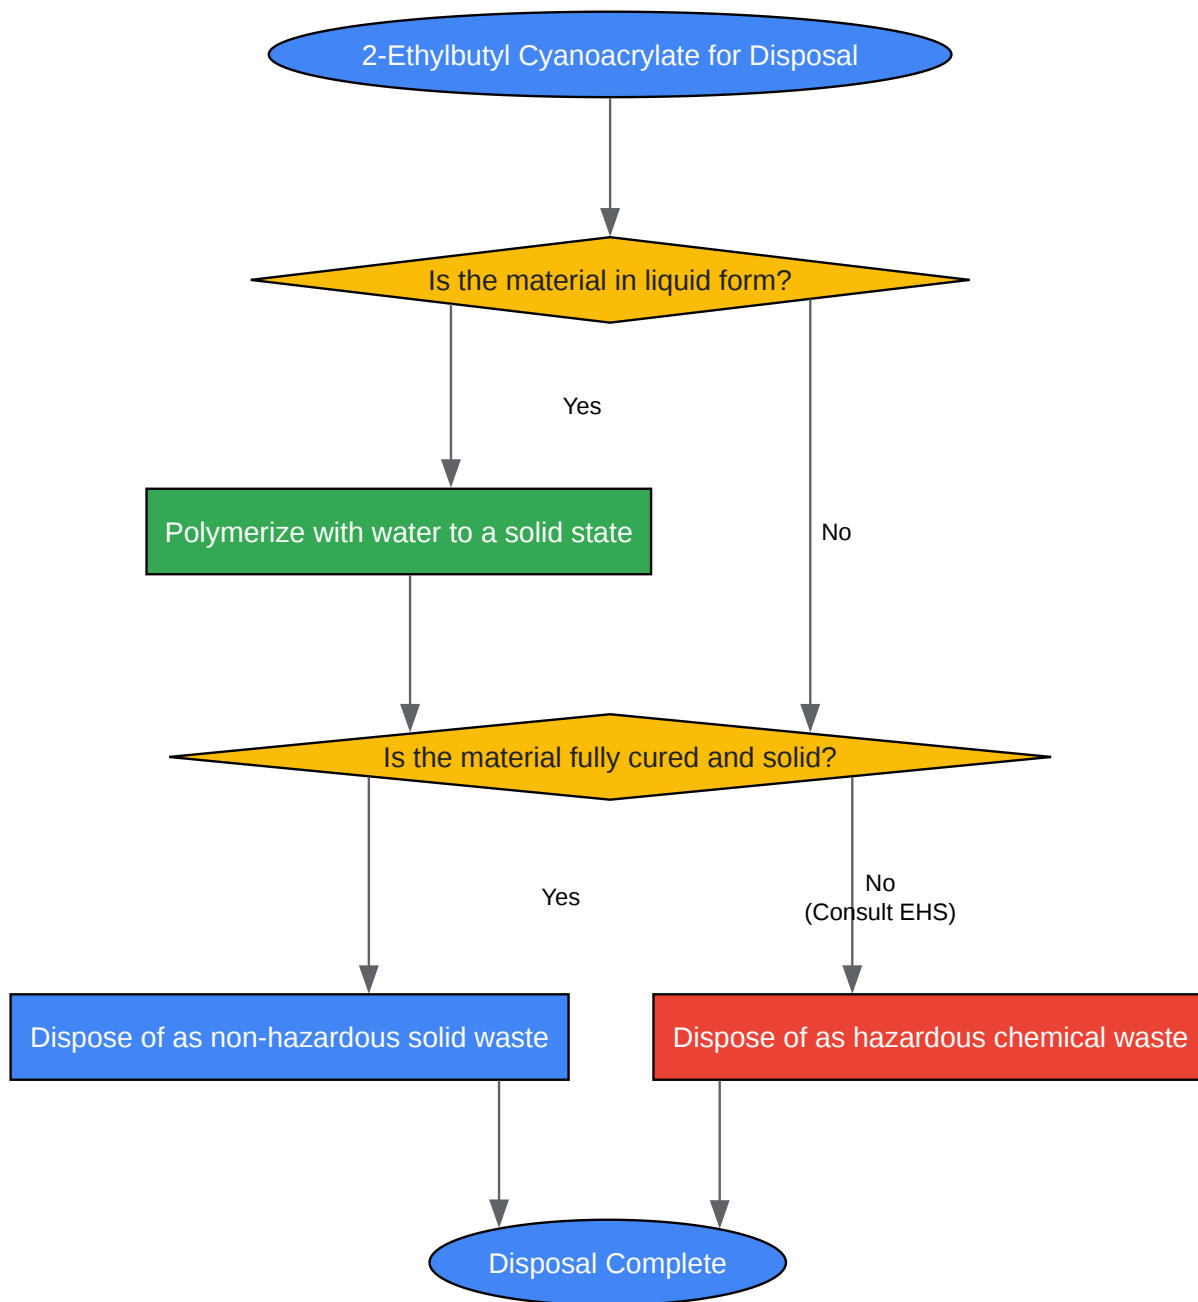 2-Ethylbutyl Cyanoacrylate for Disposal
Is the material in liquid form?
Yes
Polymerize with water to a solid state
No
Is the material fully cured and solid?
Yes
No
(Consult EHS)
Dispose of as non-hazardous solid waste
Dispose of as hazardous chemical waste
Disposal Complete